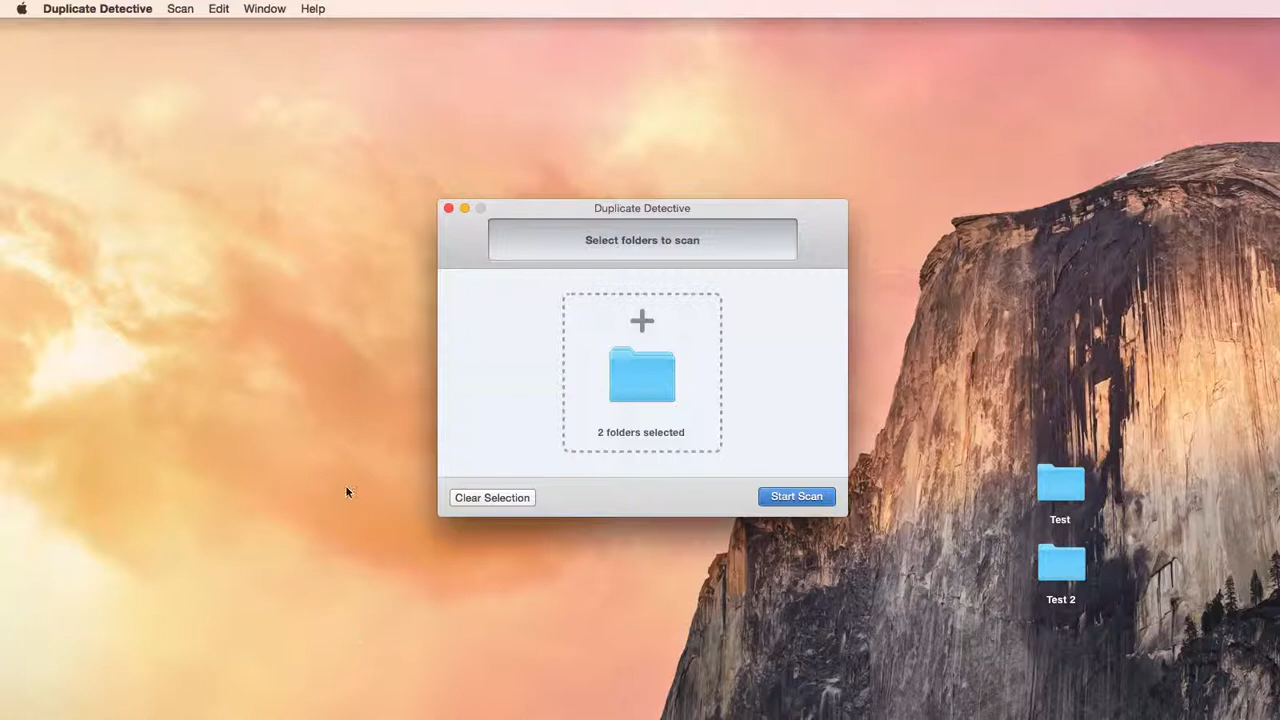 Duplicate Detective Scan Edit Window Help
Duplicate Detective
Select folders to scan
2 folders selected
Clear Selection
Start Scan
Test
Test 2